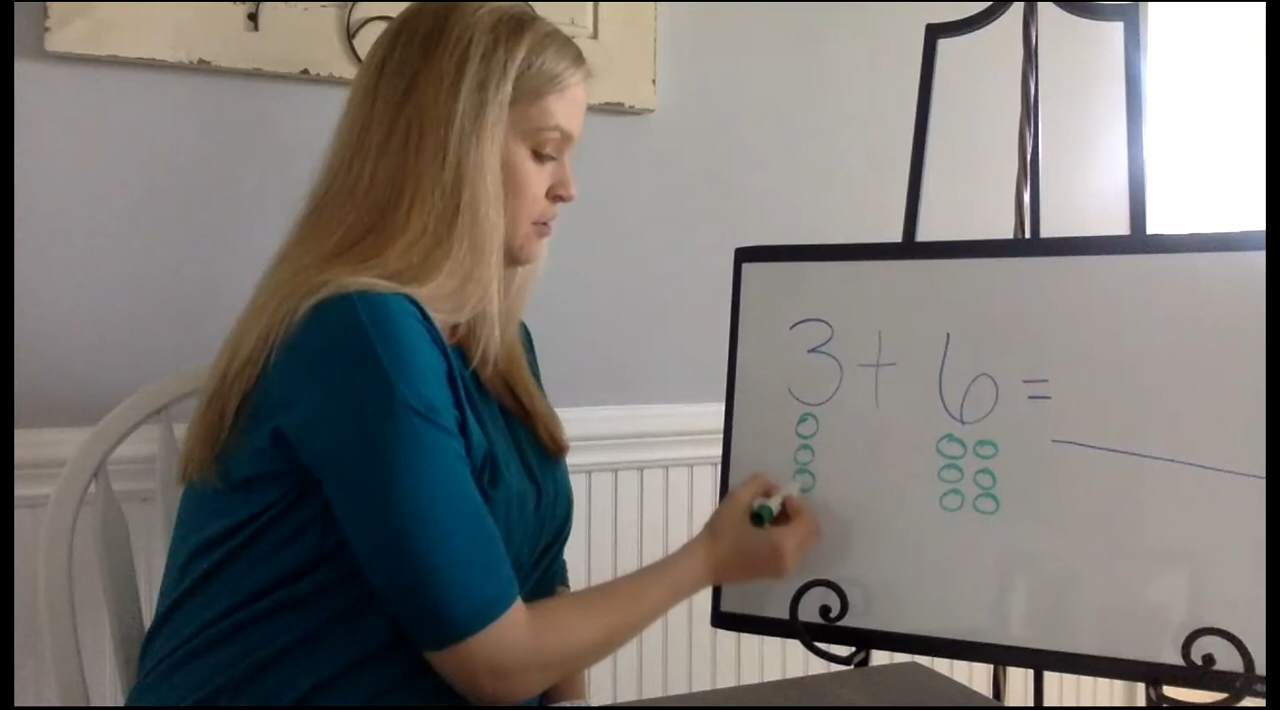 3 + 6 =